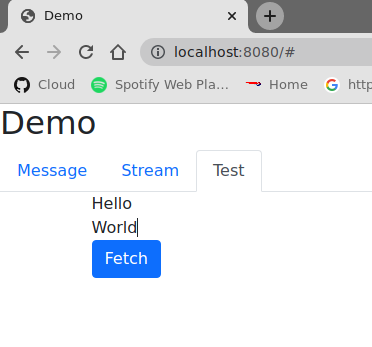 Demo
localhost:8080/#
Cloud Spotify Web Pla... Home http
Demo
Message Stream Test
Hello
World
Fetch